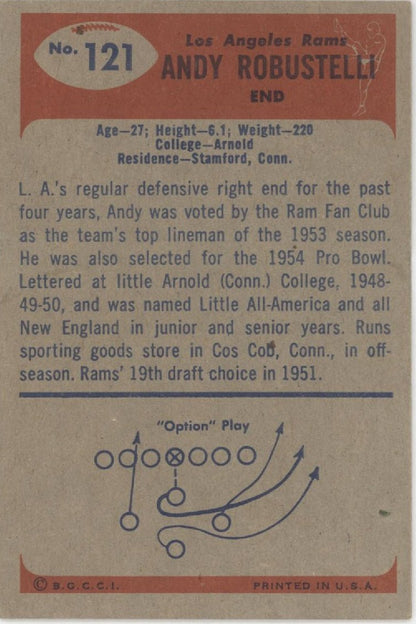 No. 121
Los Angeles Rams
ANDY ROBUSTELLI
END
Age—27; Height—6.1; Weight—220
College—Arnold
Residence—Stamford, Conn.
L. A.'s regular defensive right end for the past
four years, Andy was voted by the Ram Fan Club
as the team's top lineman of the 1953 season.
He was also selected for the 1954 Pro Bowl.
Lettered at little Arnold (Conn.) College, 1948-
49-50, and was named Little All-America and all
New England in junior and senior years. Runs
sporting goods store in Cos Cob, Conn., in off-
season. Rams' 19th draft choice in 1951.
"Option" Play
© B.G.C.C.I.
PRINTED IN U.S.A.